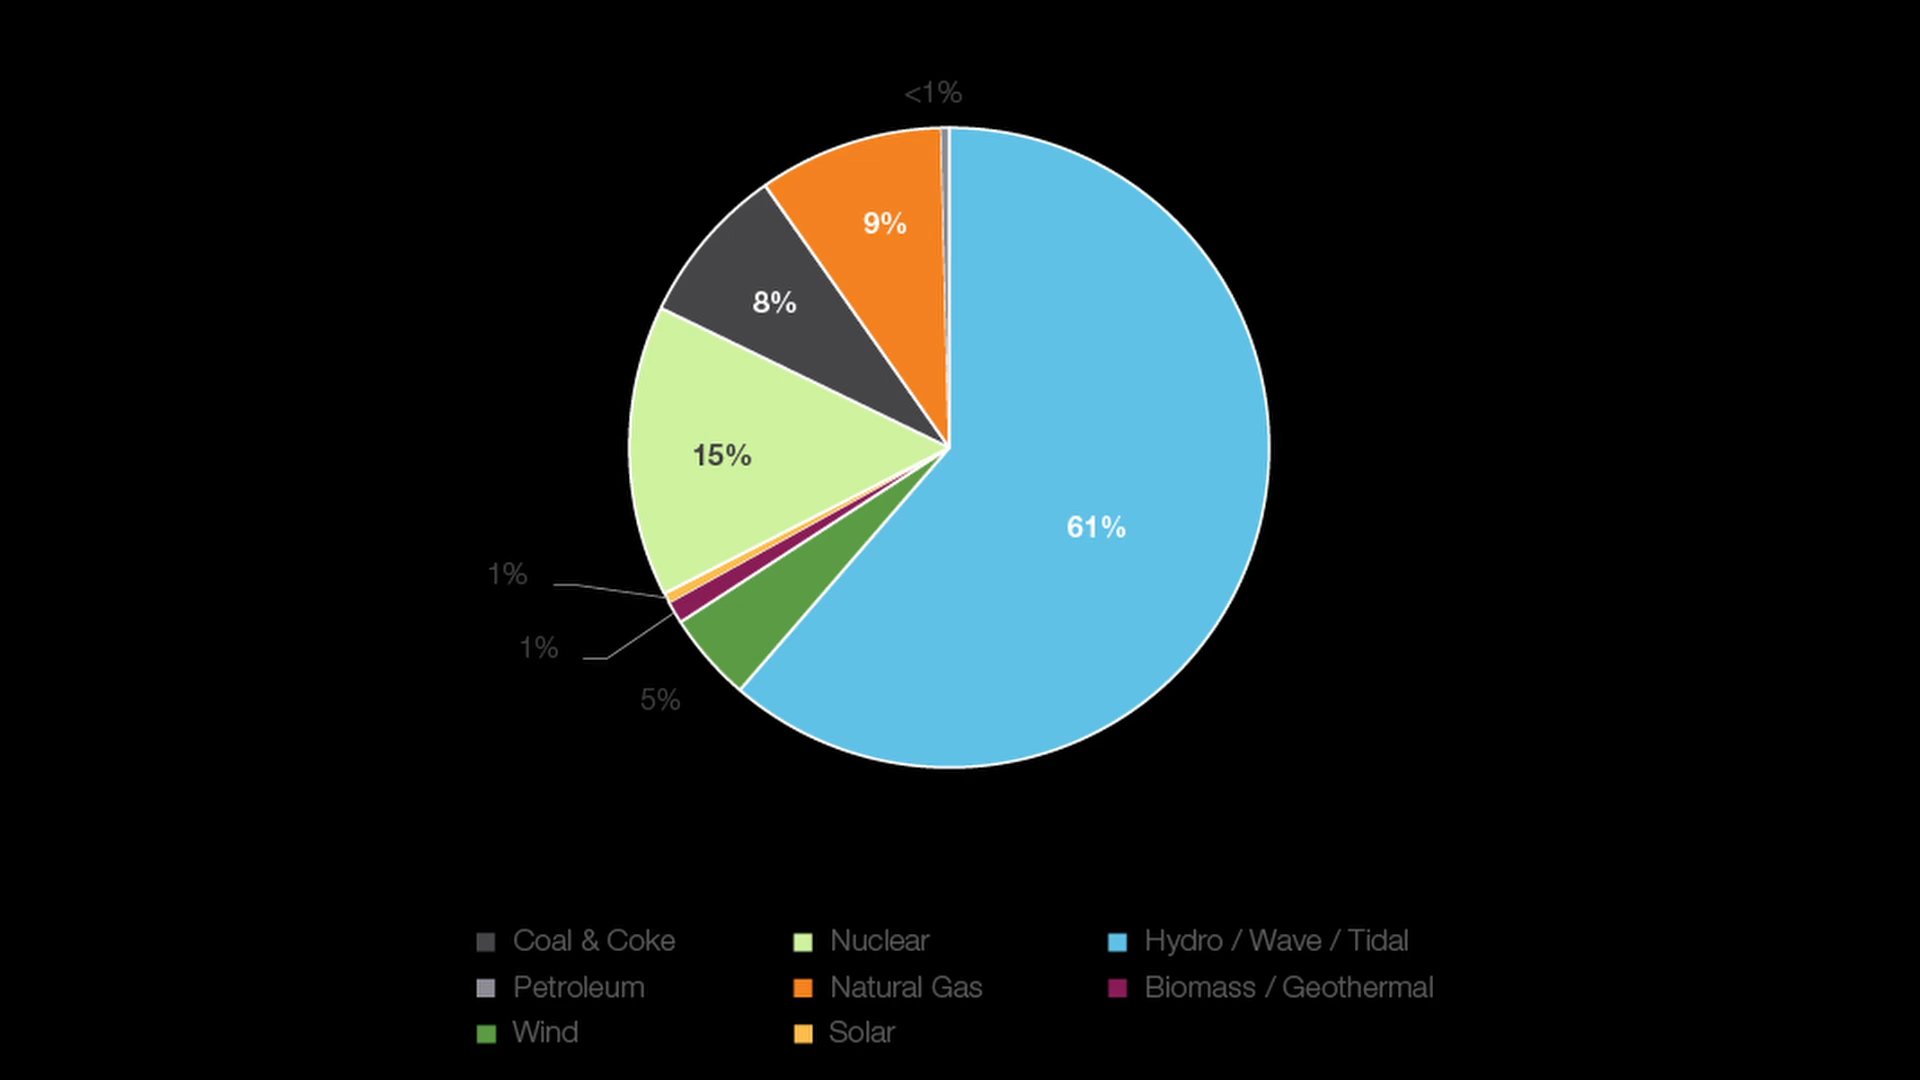 <1%
9%
8%
15%
61%
1%
1%
5%
Coal & Coke
Nuclear
Hydro / Wave / Tidal
Petroleum
Natural Gas
Biomass / Geothermal
Wind
Solar